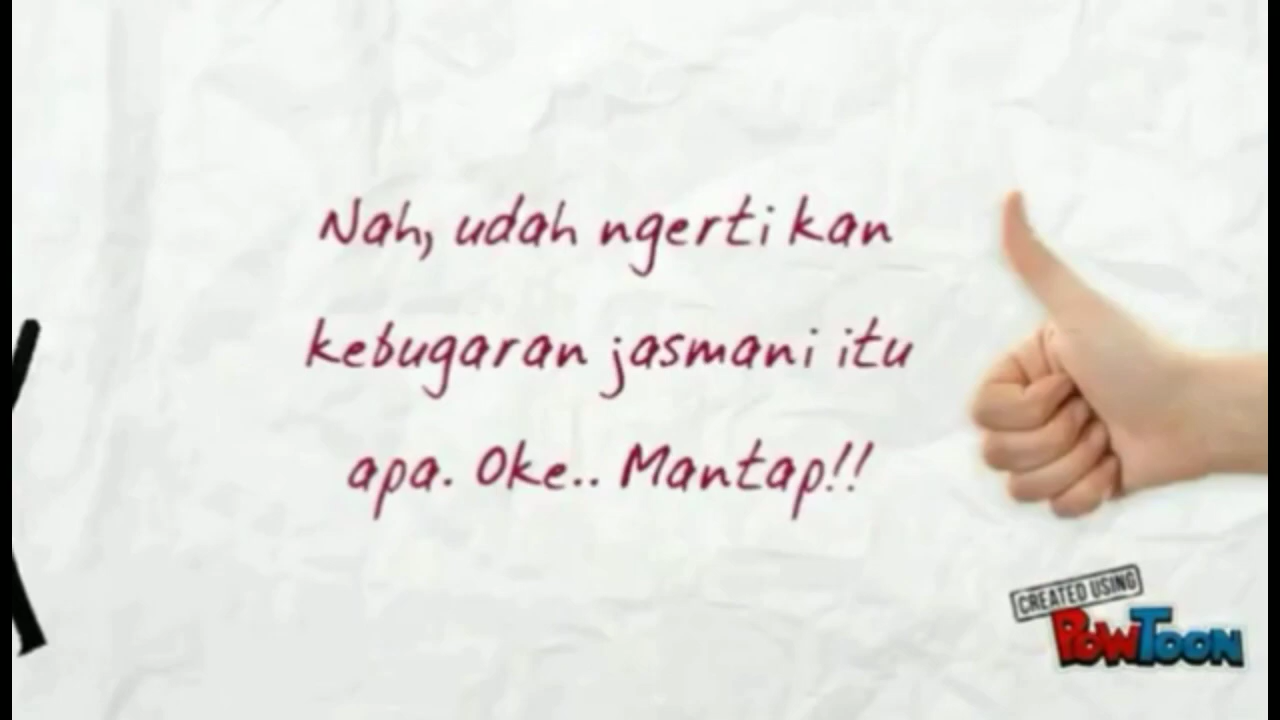 Nah, udah ngerti kan
kebugaran jasmani itu
apa. Oke.. Mantap!!
CREATED USING
POWTOON